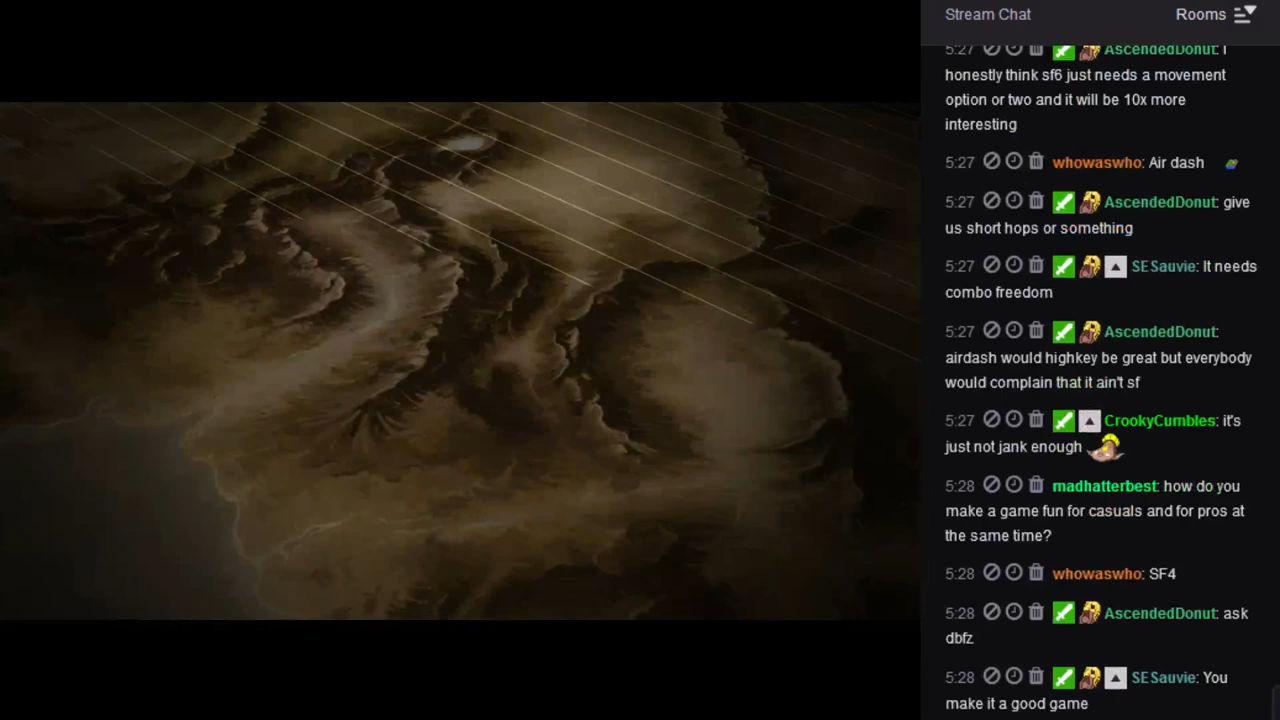 Stream Chat
Rooms
5:27 AscendedDonut: I
honestly think sf6 just needs a movement
option or two and it will be 10x more
interesting
5:27 whowaswho: Air dash
5:27 AscendedDonut: give
us short hops or something
5:27 SESauvie: It needs
combo freedom
5:27 AscendedDonut:
airdash would highkey be great but everybody
would complain that it ain't sf
5:27 CrookyCumbles: it's
just not jank enough
5:28 madhatterbest: how do you
make a game fun for casuals and for pros at
the same time?
5:28 whowaswho: SF4
5:28 AscendedDonut: ask
dbfz
5:28 SESauvie: You
make it a good game